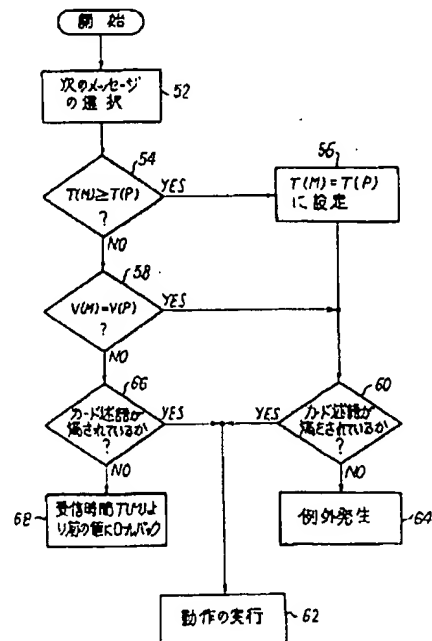 開始
次のメッセージ
の選択
52
54
T(M)≥T(P)
?
YES
NO
56
T(M)=T(P)
に設定
58
V(M)=V(P)
?
YES
NO
66
カード述語が
満されているか
?
YES
NO
60
カード述語が
満たされているか
?
YES
NO
68
受信時間T(M)よ
り前の値にロールバック
例外発生
64
動作の実行
62